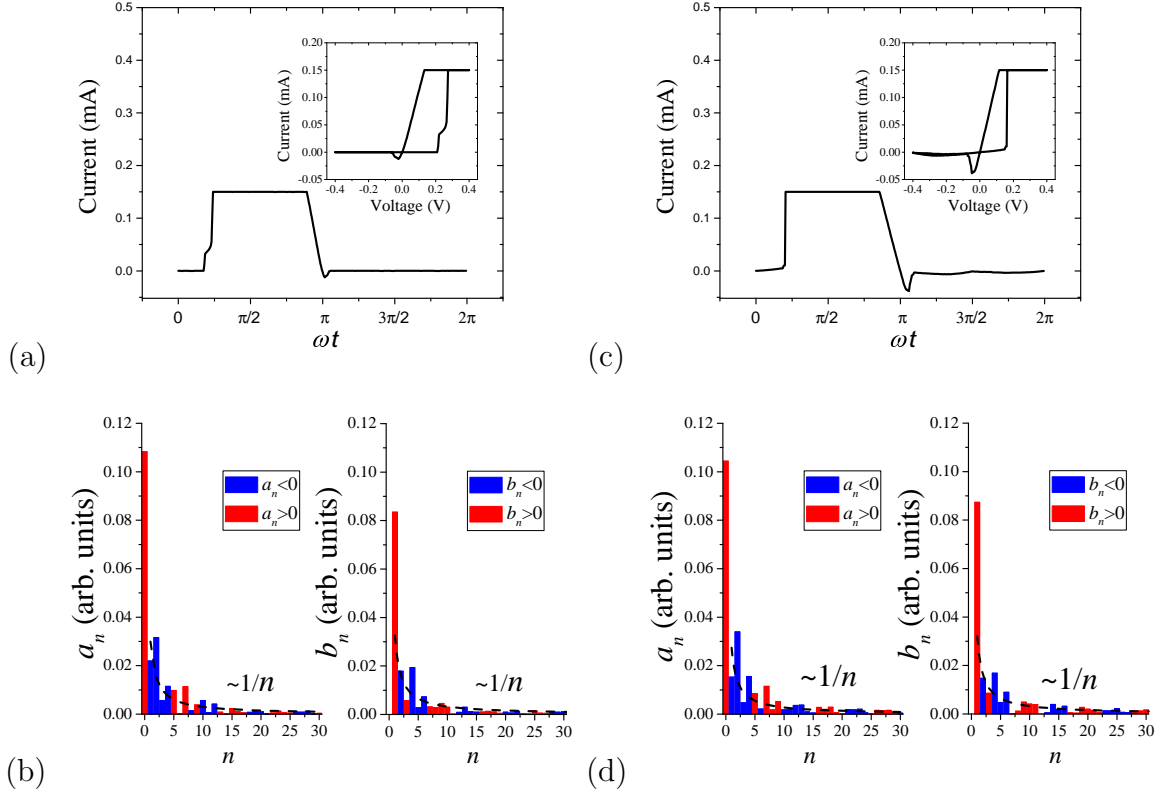 0.5
0.4
0.3
0.2
0.1
0.0
Current (mA)
0 π/2 π 3π/2 2π
ωt
0.20
0.15
0.10
0.05
0.00
-0.05
Current (mA)
-0.4 -0.2 0.0 0.2 0.4
Voltage (V)
(a)
0.5
0.4
0.3
0.2
0.1
0.0
Current (mA)
0 π/2 π 3π/2 2π
ωt
0.20
0.15
0.10
0.05
0.00
-0.05
Current (mA)
-0.4 -0.2 0.0 0.2 0.4
Voltage (V)
(c)
0.12
0.10
0.08
0.06
0.04
0.02
0.00
a_n (arb. units)
a_n<0
a_n>0
~1/n
0 5 10 15 20 25 30
n
(b)
0.12
0.10
0.08
0.06
0.04
0.02
0.00
b_n (arb. units)
b_n<0
b_n>0
~1/n
0 5 10 15 20 25 30
n
0.12
0.10
0.08
0.06
0.04
0.02
0.00
a_n (arb. units)
a_n<0
a_n>0
~1/n
0 5 10 15 20 25 30
n
(d)
0.12
0.10
0.08
0.06
0.04
0.02
0.00
b_n (arb. units)
b_n<0
b_n>0
~1/n
0 5 10 15 20 25 30
n